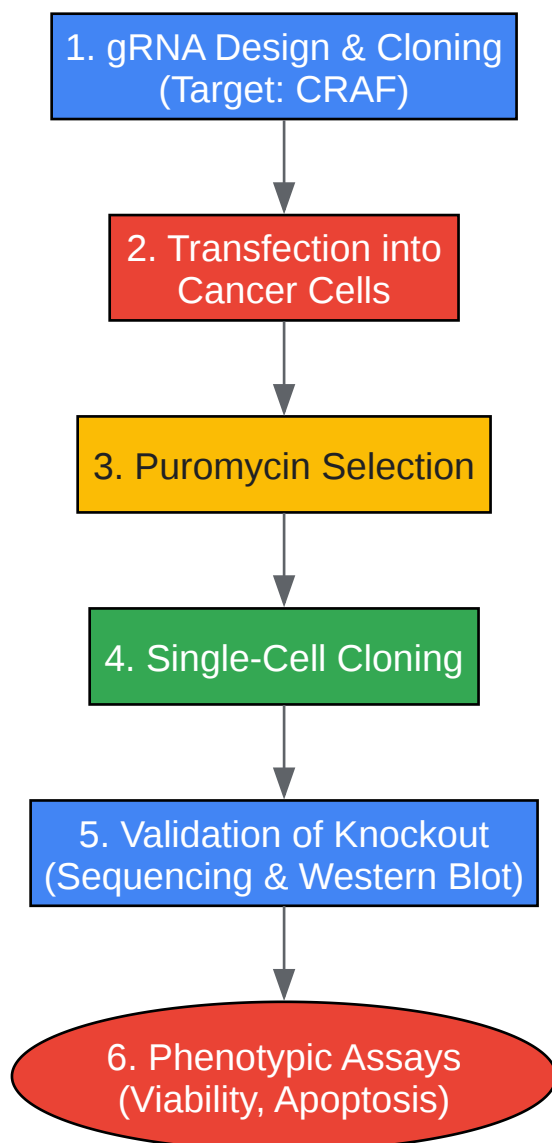 1. gRNA Design & Cloning
(Target: CRAF)
2. Transfection into
Cancer Cells
3. Puromycin Selection
4. Single-Cell Cloning
5. Validation of Knockout
(Sequencing & Western Blot)
6. Phenotypic Assays
(Viability, Apoptosis)